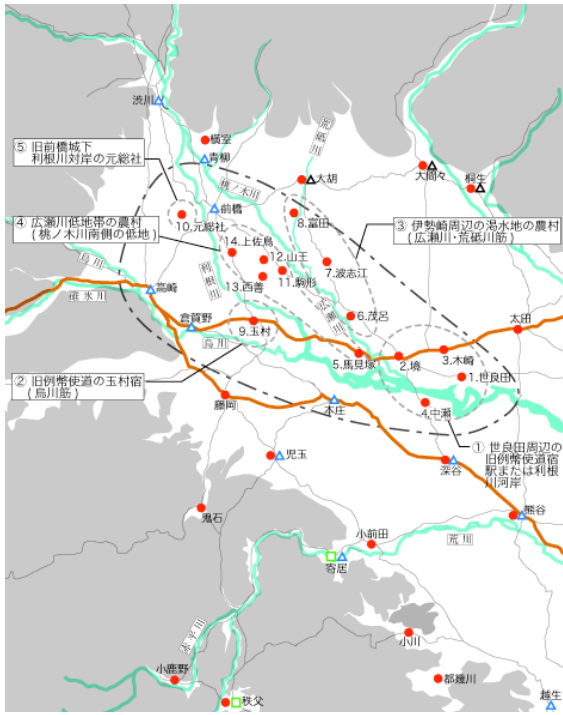 渋川
横室
青柳
荒砥川
大間々
桐生
⑤ 旧前橋城下
利根川対岸の元総社
桃ノ木川
大胡
前橋
8.富田
10.元総社
③ 伊勢崎周辺の渇水地の農村
(広瀬川・荒砥川筋)
④ 広瀬川低地帯の農村
(桃ノ木川南側の低地)
14.上佐鳥
12.山王
7.波志江
11.駒形
13.西善
烏川
碓氷川
利根川
広瀬川
高崎
倉賀野
6.茂呂
太田
9.玉村
烏川
5.馬見塚
2.境
3.木崎
1.世良田
② 旧例幣使道の玉村宿
(烏川筋)
藤岡
本庄
4.中瀬
① 世良田周辺の
旧例幣使道宿
駅または利根
川河岸
児玉
深谷
鬼石
熊谷
小前田
荒川
寄居
赤平川
小川
小鹿野
都幾川
秩父
越生